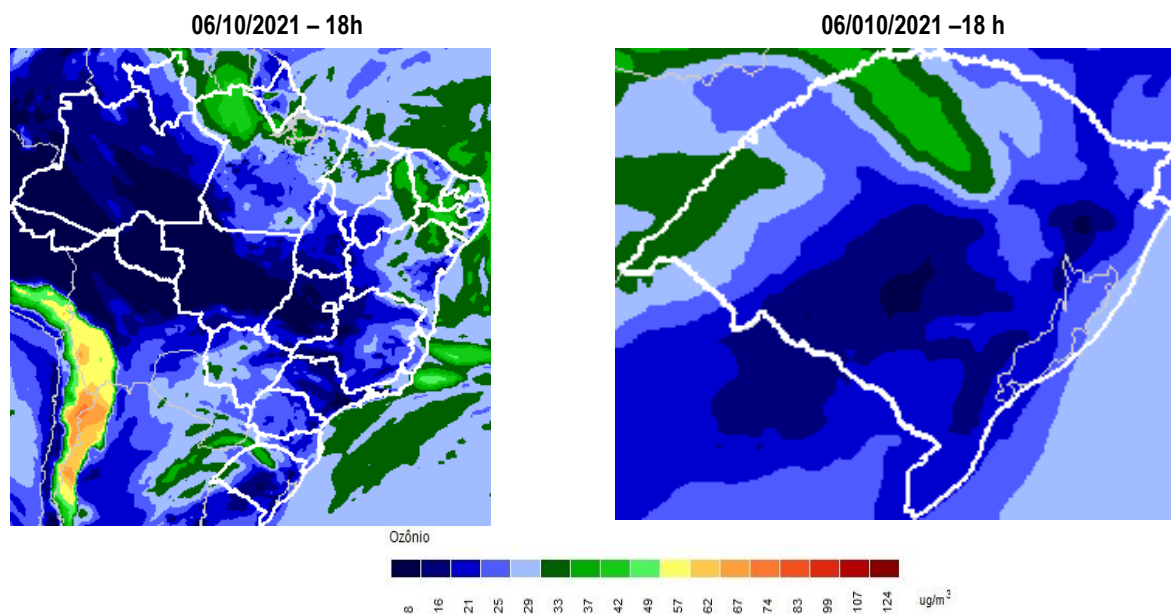 06/10/2021 – 18h
06/010/2021 –18 h
Ozônio
8 16 21 25 29 33 37 42 49 57 62 67 74 83 99 107 124 ug/m³